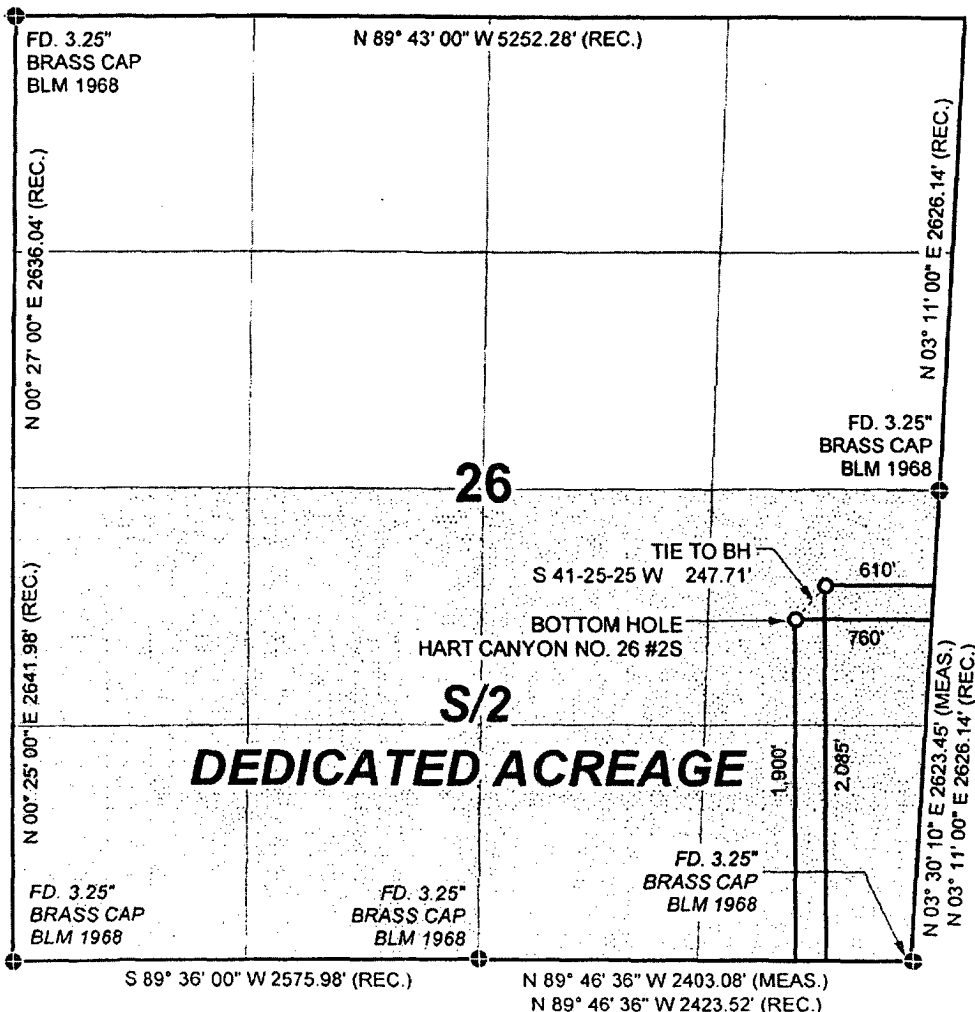 FD. 3.25"
BRASS CAP
BLM 1968
N 89° 43' 00" W 5252.28' (REC.)
N 00° 27' 00" E 2636.04' (REC.)
N 03° 11' 00" E 2626.14' (REC.)
FD. 3.25"
BRASS CAP
BLM 1968
26
TIE TO BH
S 41-25-25 W 247.71'
610'
BOTTOM HOLE
HART CANYON NO. 26 #2S
760'
N 00° 25' 00" E 2641.98' (REC.)
S/2
DEDICATED ACREAGE
1,900'
2,085'
N 03° 30' 10" E 2623.45' (MEAS.)
N 03° 11' 00" E 2626.14' (REC.)
FD. 3.25"
BRASS CAP
BLM 1968
FD. 3.25"
BRASS CAP
BLM 1968
FD. 3.25"
BRASS CAP
BLM 1968
S 89° 36' 00" W 2575.98' (REC.)
N 89° 46' 36" W 2403.08' (MEAS.)
N 89° 46' 36" W 2423.52' (REC.)